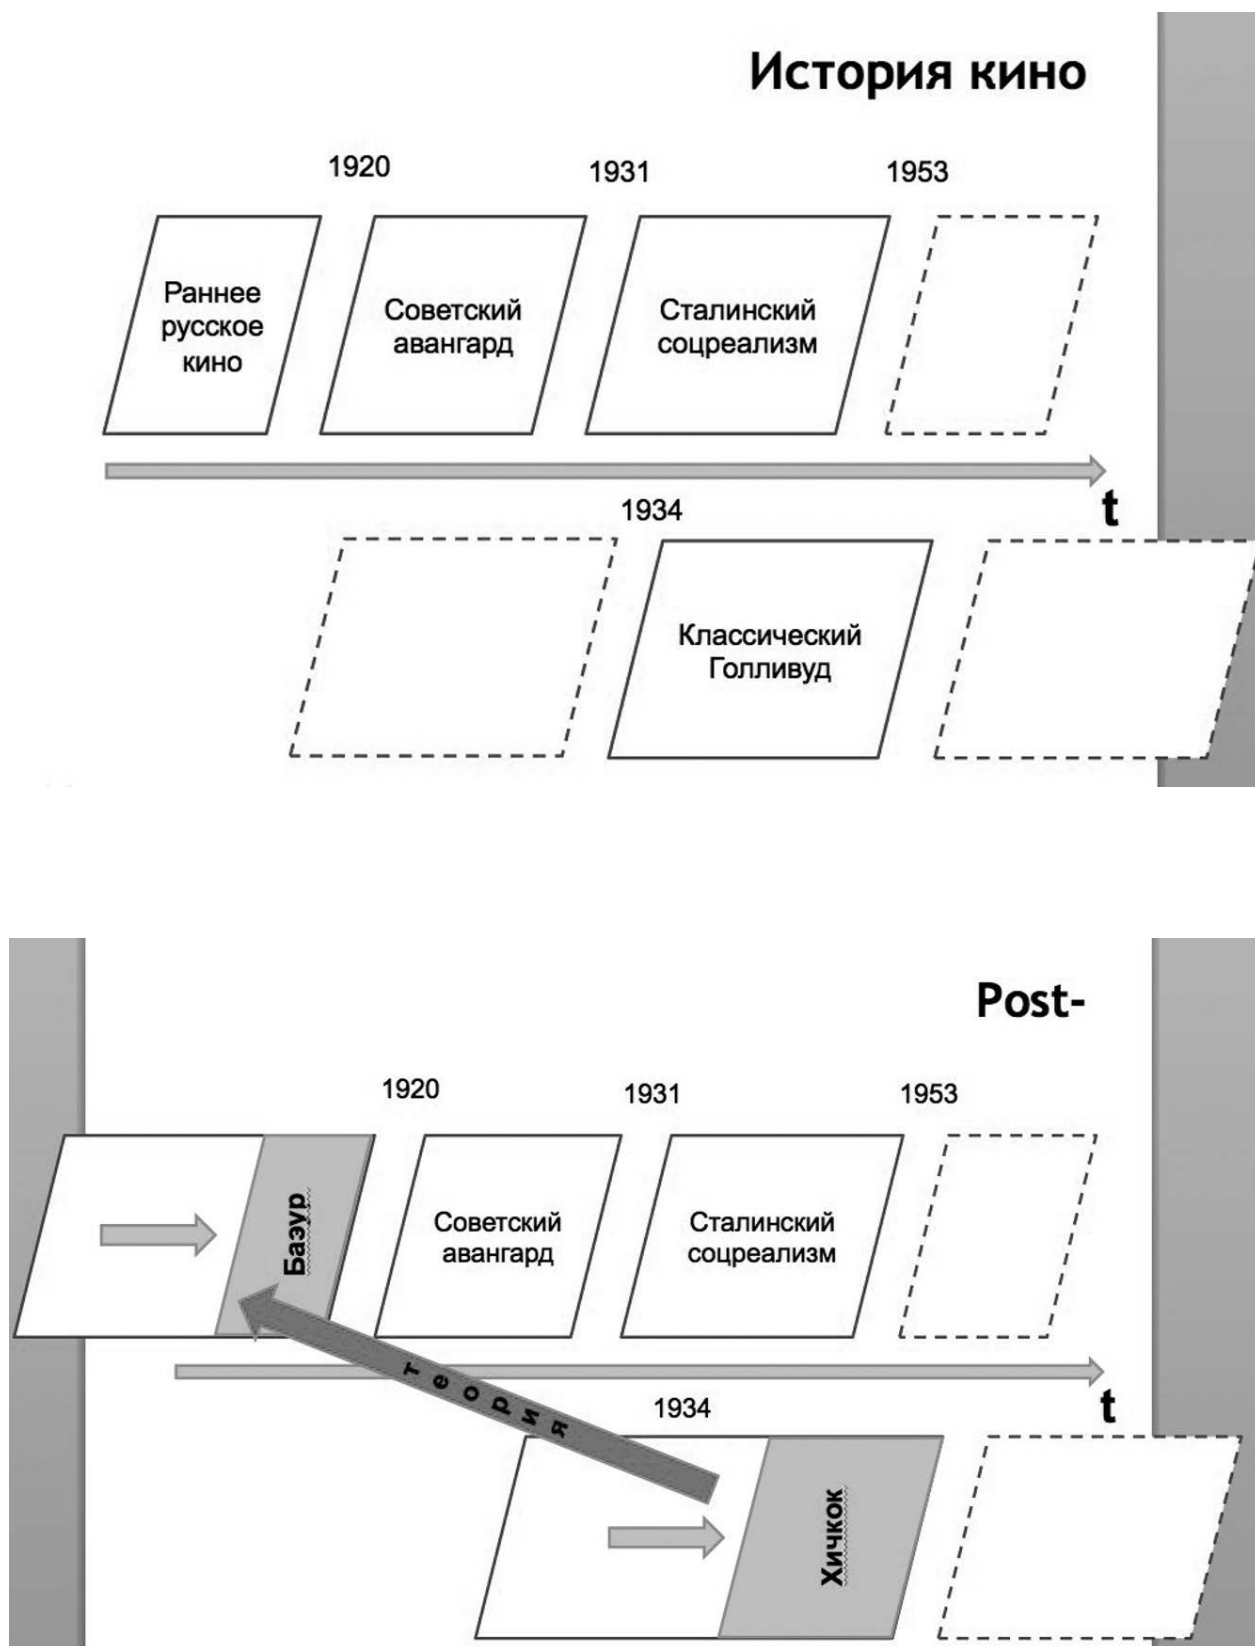 История кино
1920
1931
1953
Раннее
русское
кино
Советский
авангард
Сталинский
соцреализм
t
1934
Классический
Голливуд
Post-
1920
1931
1953
Баэур
Советский
авангард
Сталинский
соцреализм
теория
t
1934
Хичкок